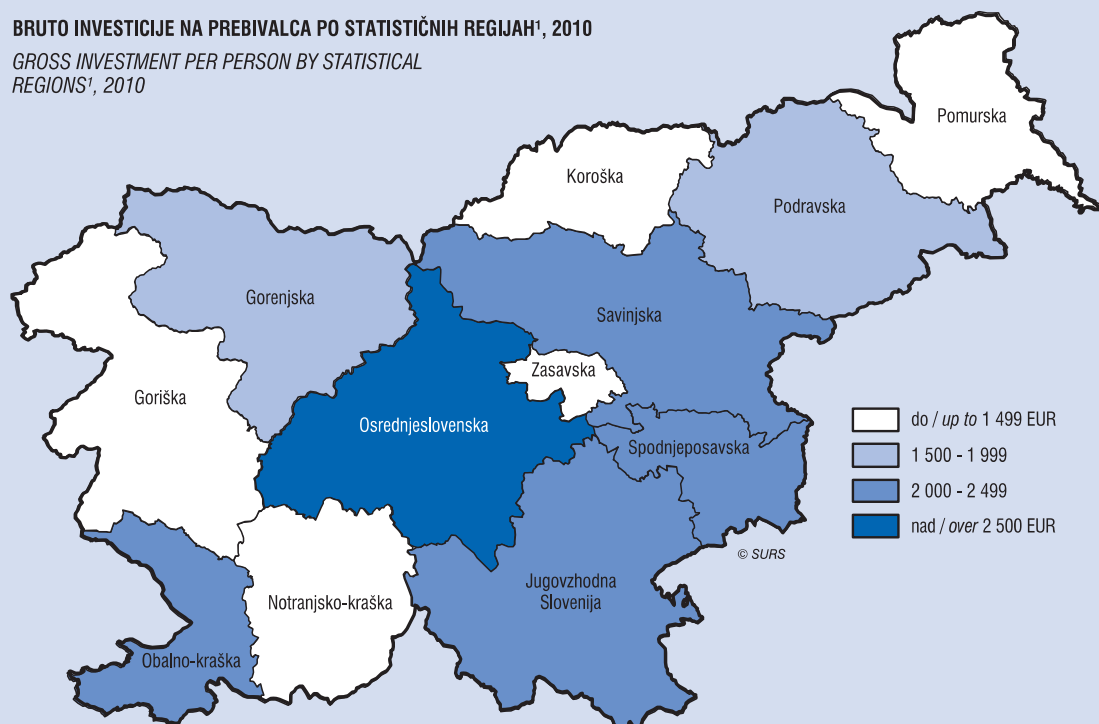 BRUTO INVESTICIJE NA PREBIVALCA PO STATISTIČNIH REGIJAH¹, 2010
GROSS INVESTMENT PER PERSON BY STATISTICAL
REGIONS¹, 2010
Pomurska
Koroška
Podravska
Gorenjska
Savinjska
Zasavska
Goriška
Osrednjeslovenska
Spodnjeposavska
do / up to 1 499 EUR
1 500 - 1 999
2 000 - 2 499
nad / over 2 500 EUR
© SURS
Jugovzhodna
Slovenija
Notranjsko-kraška
Obalno-kraška